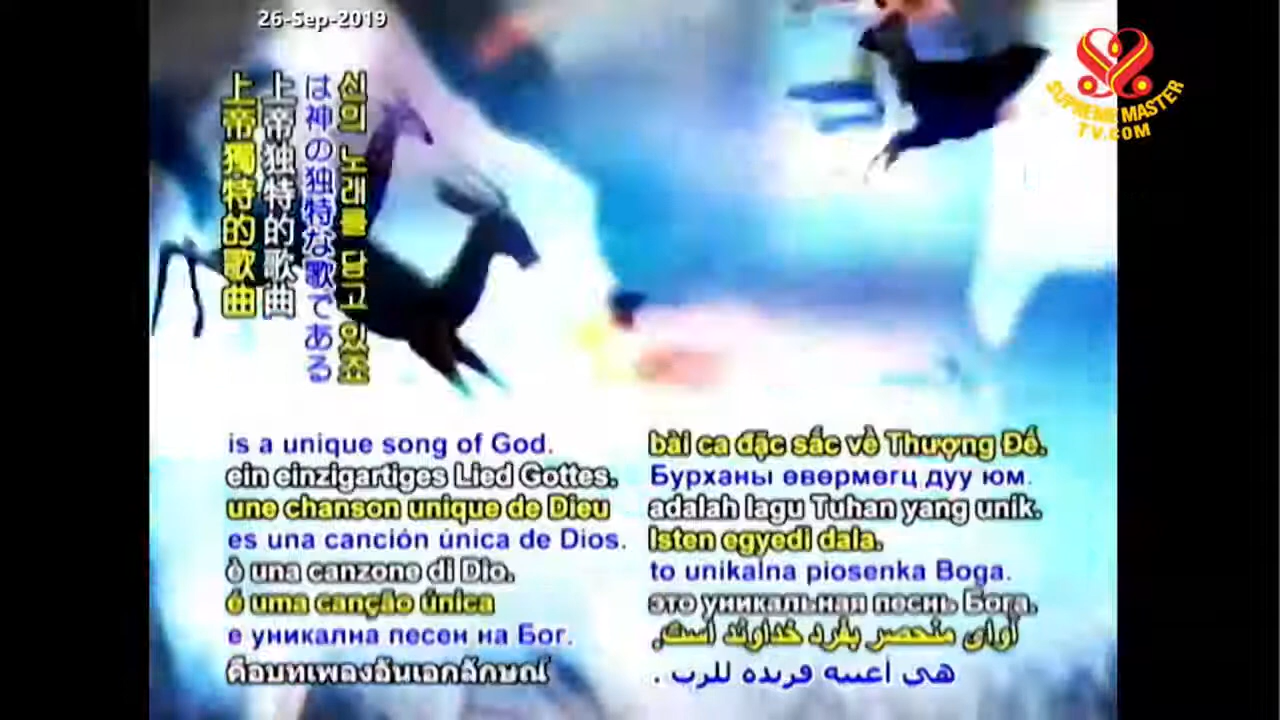 26-Sep-2019
SUPREME MASTER
TV.COM
신의 노래를 담고 있죠
は神の独特な歌である
上帝独特的歌曲
上帝獨特的歌曲
is a unique song of God.
ein einzigartiges Lied Gottes.
une chanson unique de Dieu
es una canción única de Dios.
è una canzone di Dio.
é uma canção única
е уникална песен на Бог.
คือบทเพลงอันเอกลักษณ์
bài ca đặc sắc về Thượng Đế.
Бурханы өвөрмөгц дуу юм.
adalah lagu Tuhan yang unik.
Isten egyedi dala.
to unikalna piosenka Boga.
это уникальная песнь Бога.
آوای منحصر بفرد خداوند است.
هي أغنية فريدة للرب .